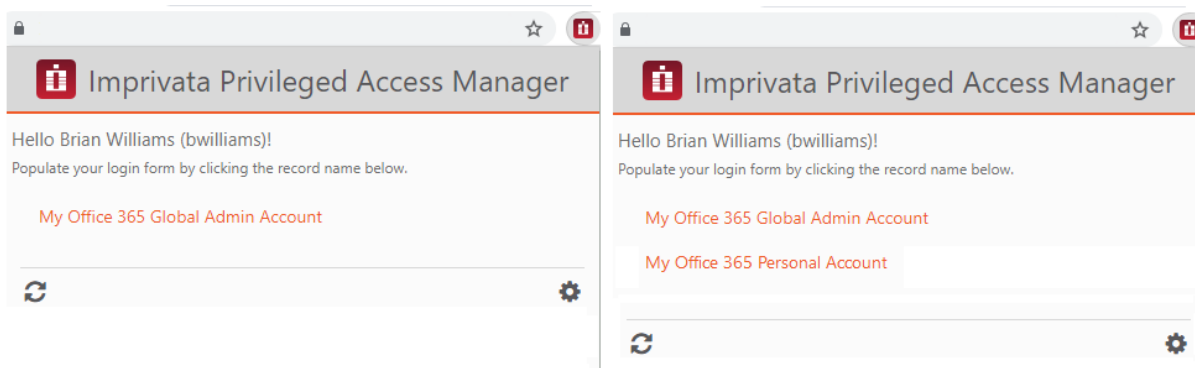 Imprivata Privileged Access Manager
Hello Brian Williams (bwilliams)!
Populate your login form by clicking the record name below.
My Office 365 Global Admin Account
Imprivata Privileged Access Manager
Hello Brian Williams (bwilliams)!
Populate your login form by clicking the record name below.
My Office 365 Global Admin Account
My Office 365 Personal Account